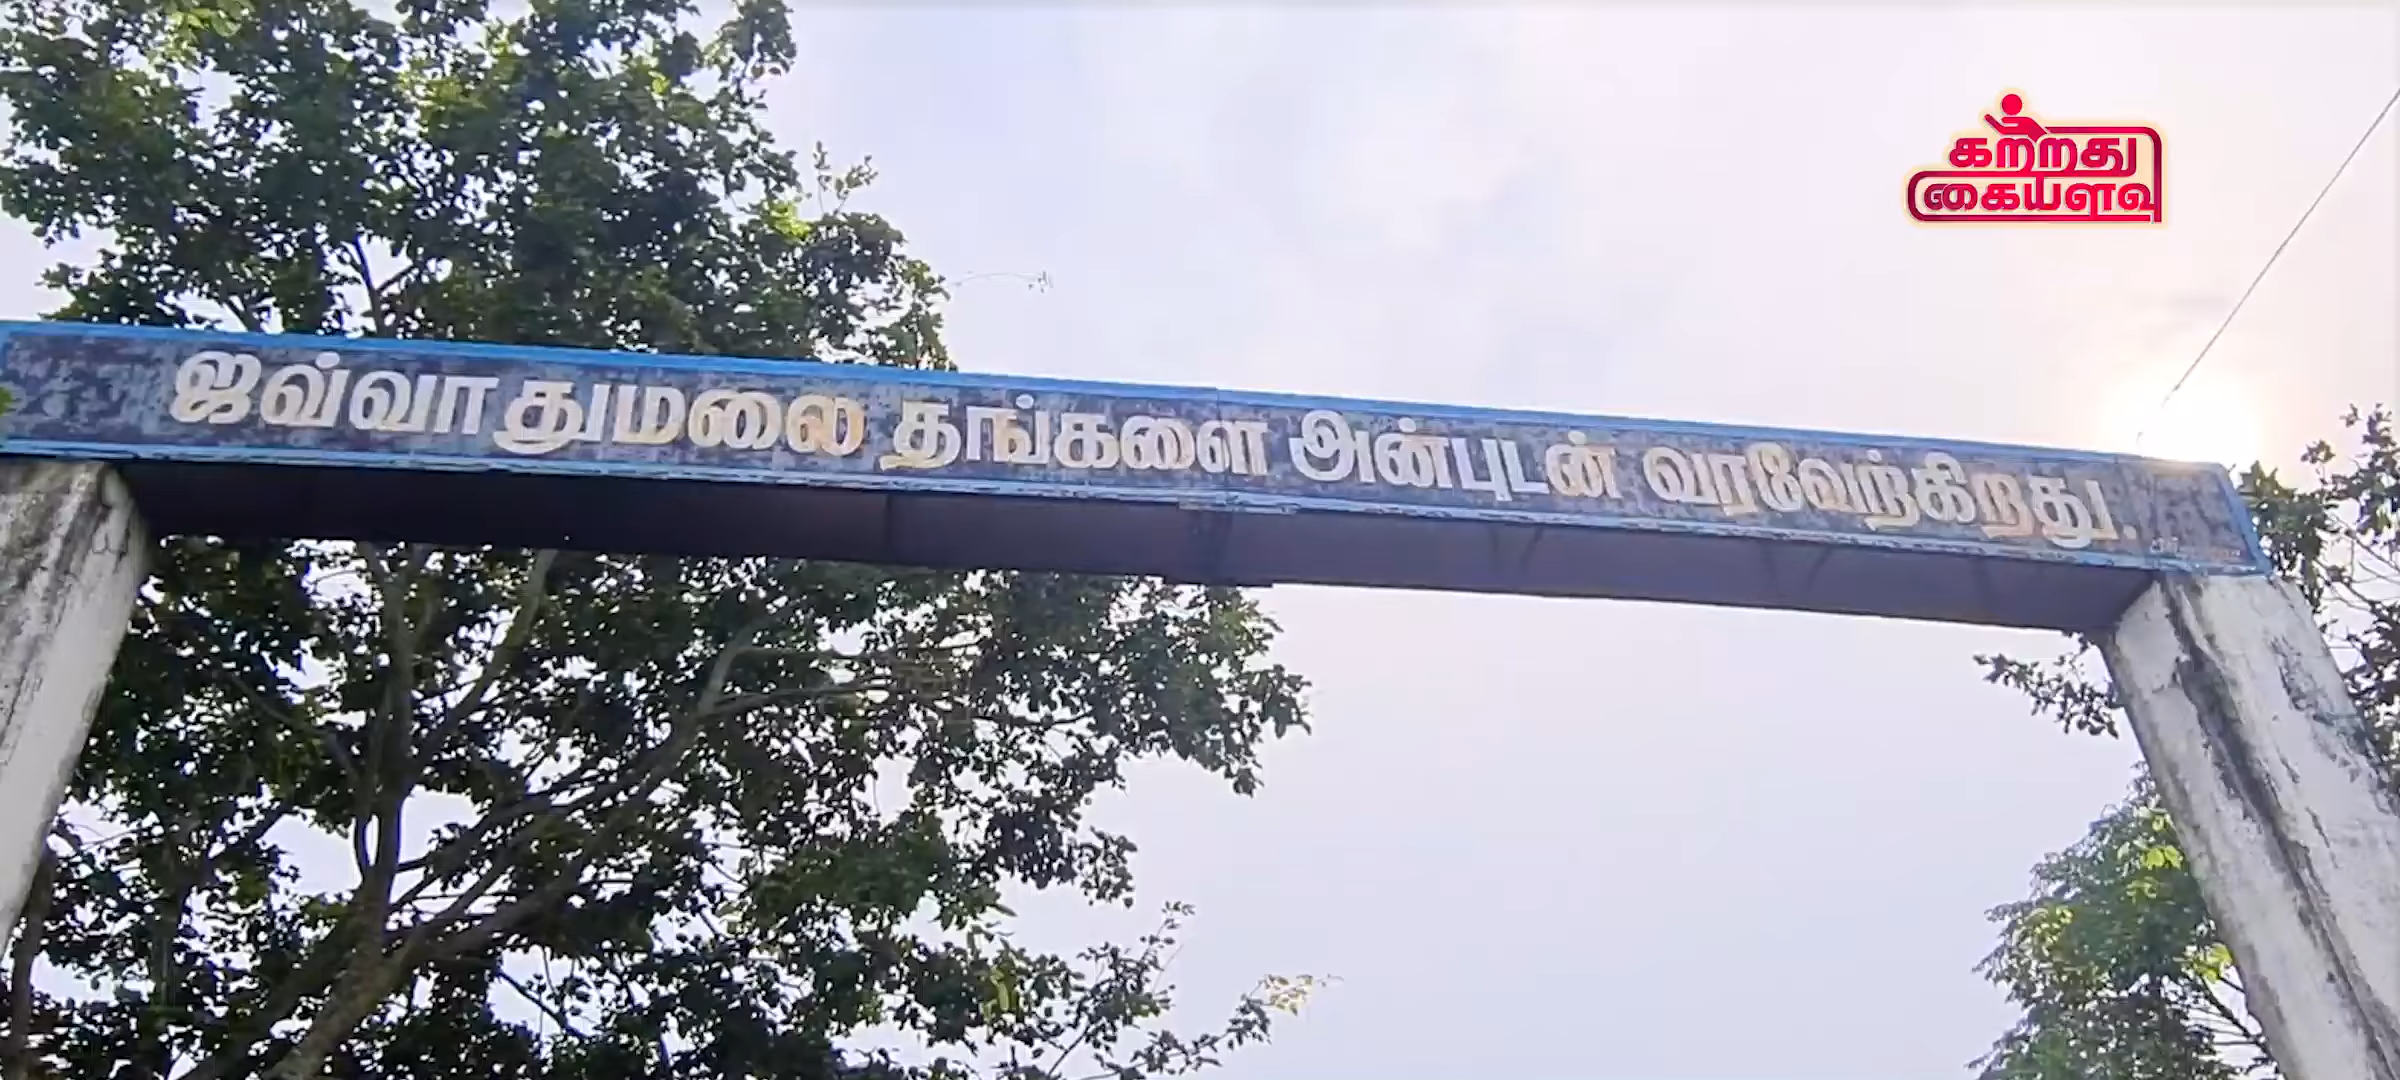 கற்றது
கையளவு
ஜவ்வாதுமலை தங்களை அன்புடன் வரவேற்கிறது.